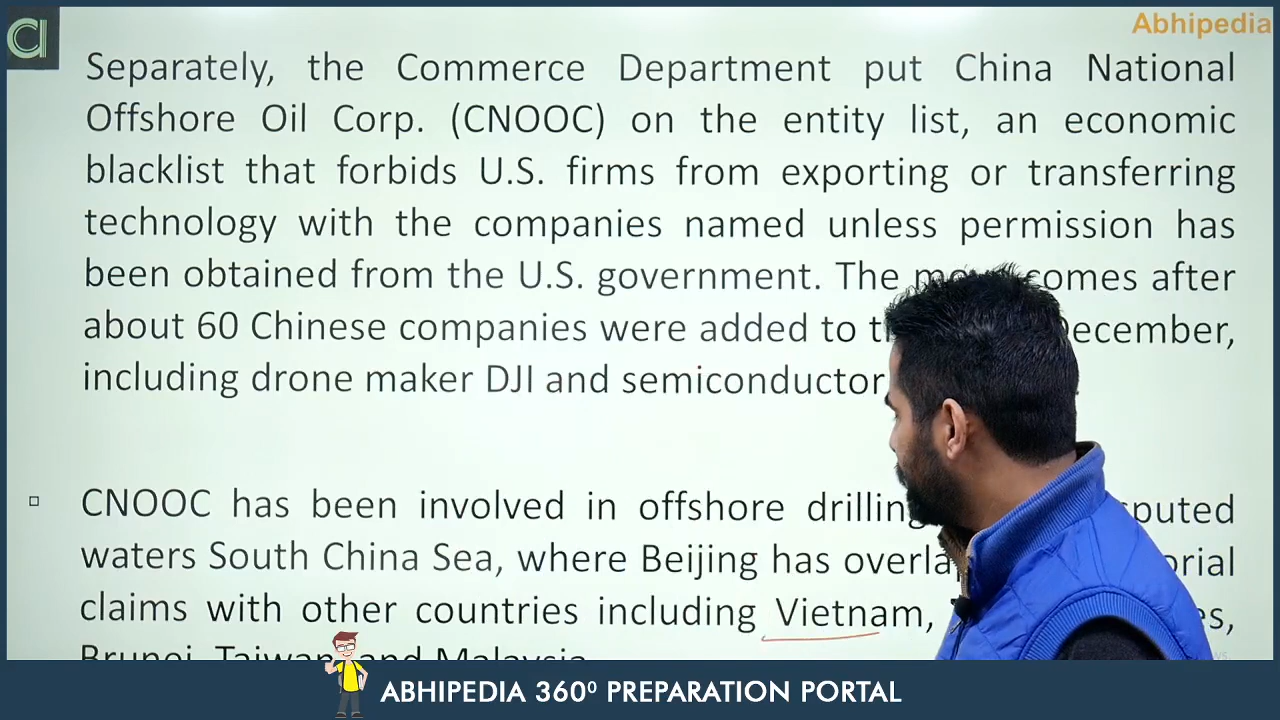 Abhipedia
Separately, the Commerce Department put China National
Offshore Oil Corp. (CNOOC) on the entity list, an economic
blacklist that forbids U.S. firms from exporting or transferring
technology with the companies named unless permission has
been obtained from the U.S. government. The comes after
about 60 Chinese companies were added to December,
including drone maker DJI and semiconductor
CNOOC has been involved in offshore drilling
waters South China Sea, where Beijing has
claims with other countries including Vietnam,
Brunei, Taiwan and Malaysia
ABHIPEDIA 360⁰ PREPARATION PORTAL